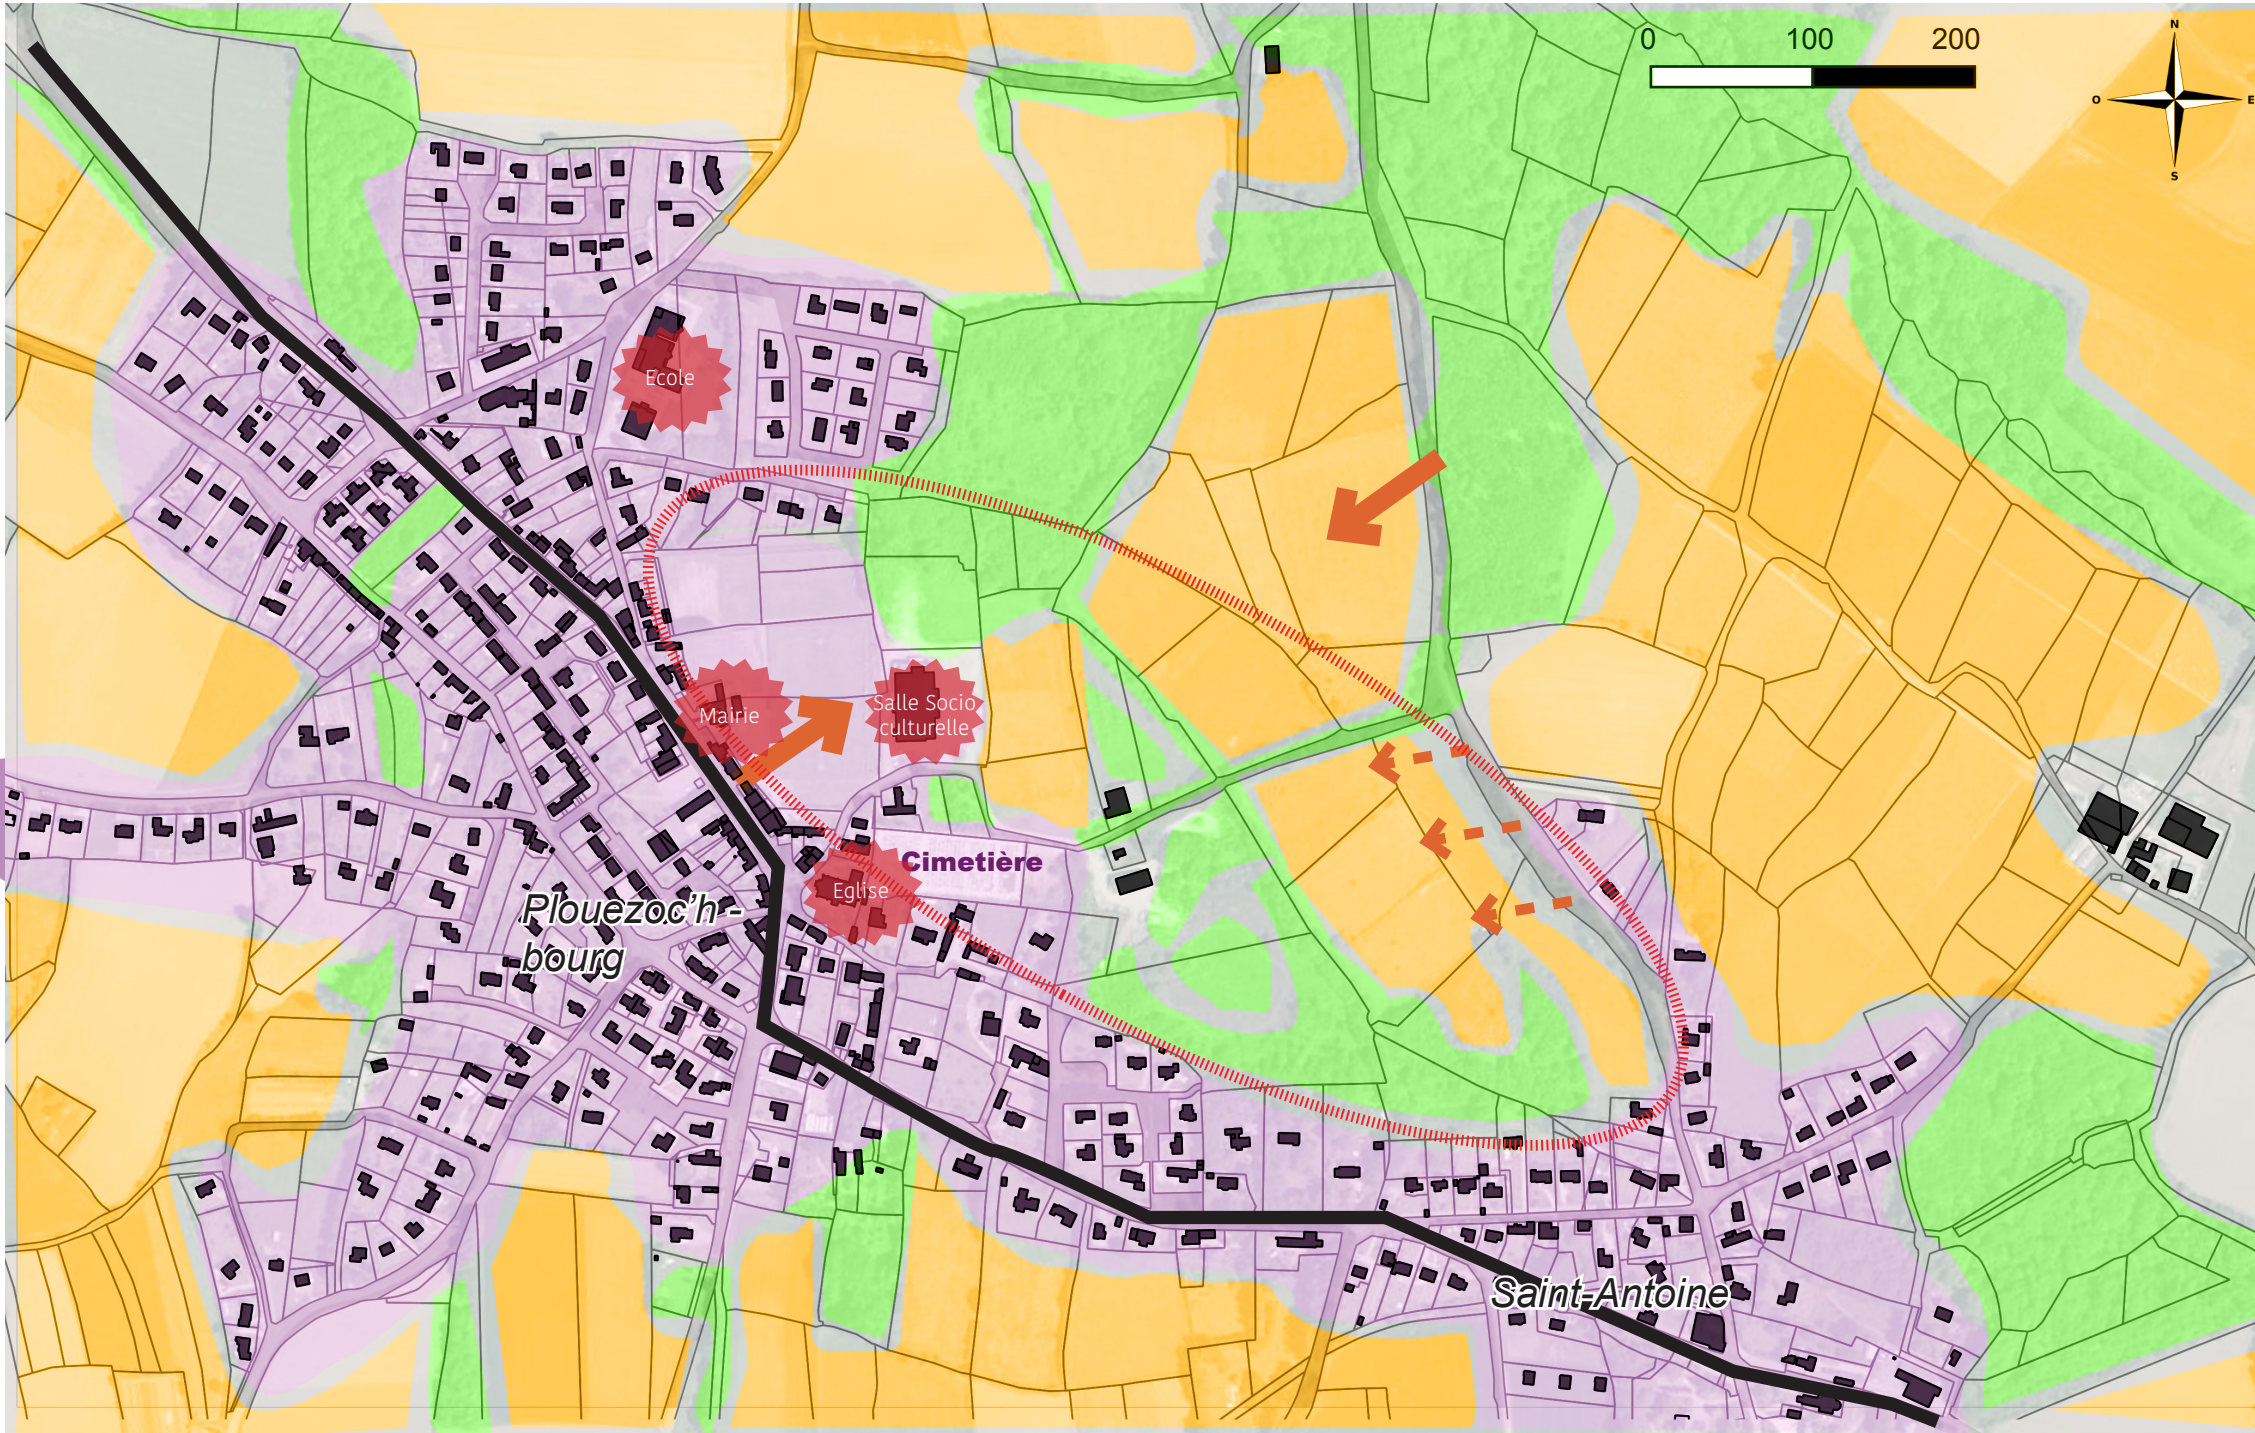 0 100 200
N
O E
S
Ecole
Mairie
Salle Socio
culturelle
Cimetière
Eglise
Plouezoc’h -
bourg
Saint-Antoine